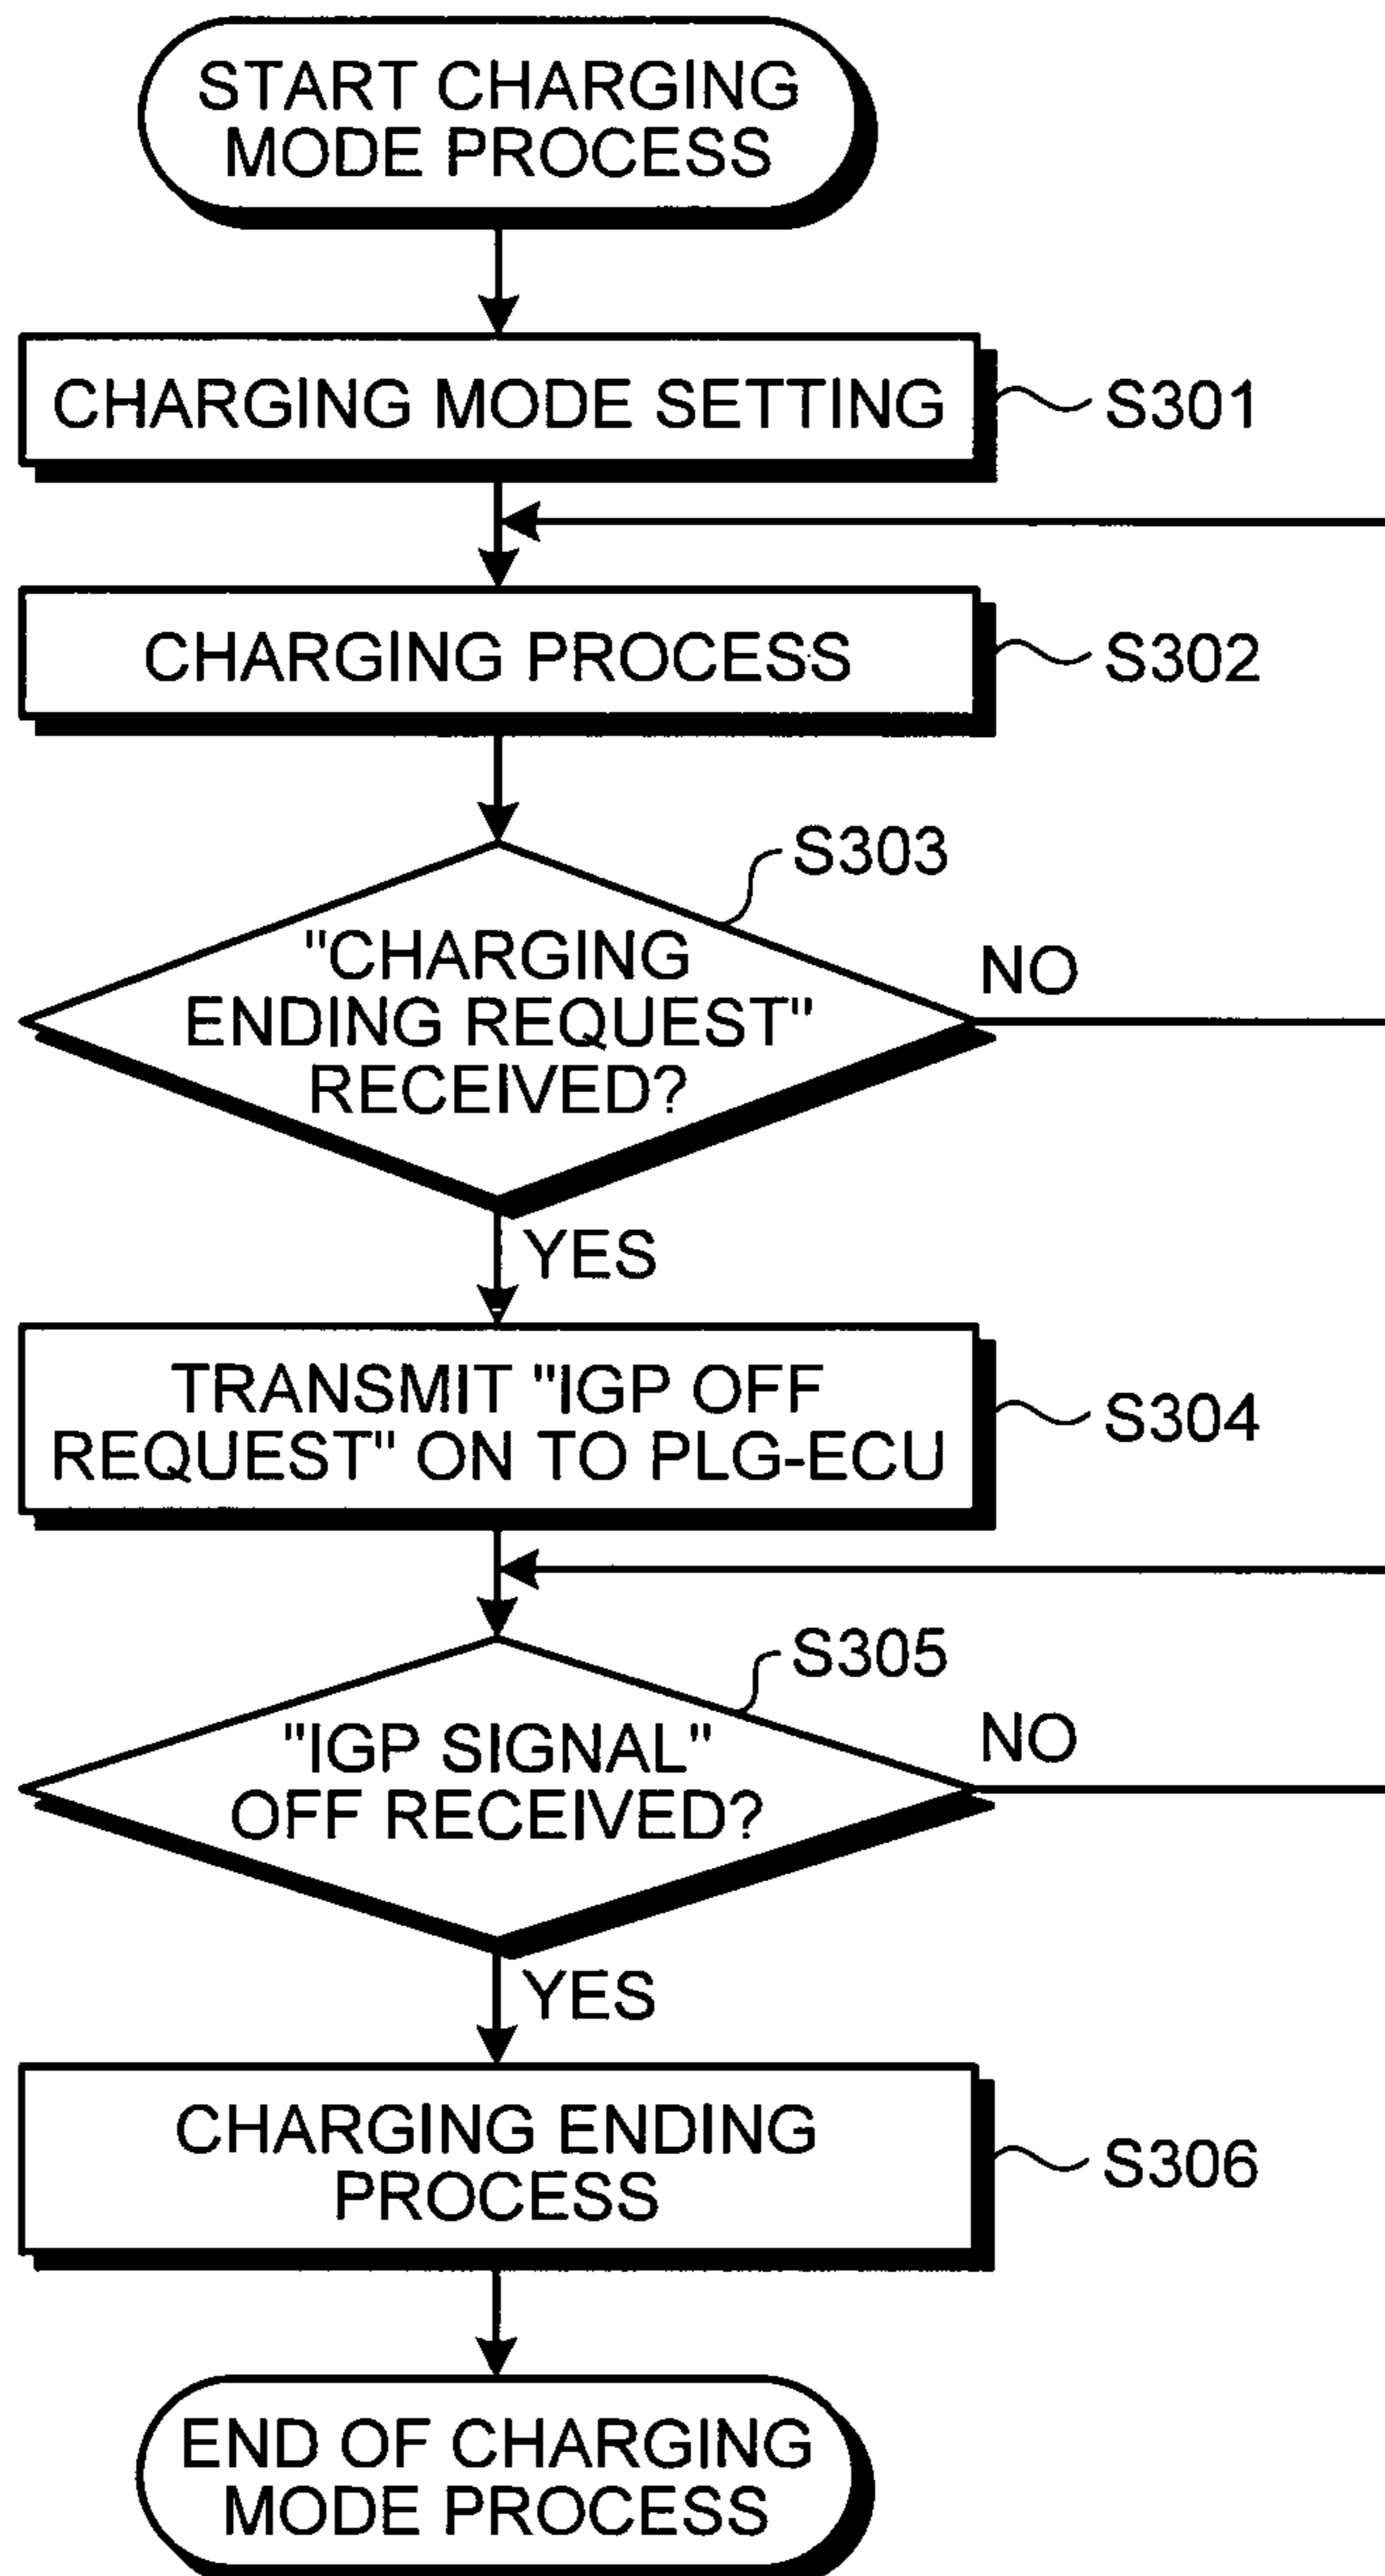 START CHARGING
MODE PROCESS
CHARGING MODE SETTING
S301
CHARGING PROCESS
S302
S303
"CHARGING
ENDING REQUEST"
RECEIVED?
NO
YES
TRANSMIT "IGP OFF
REQUEST" ON TO PLG-ECU
S304
S305
"IGP SIGNAL"
OFF RECEIVED?
NO
YES
CHARGING ENDING
PROCESS
S306
END OF CHARGING
MODE PROCESS